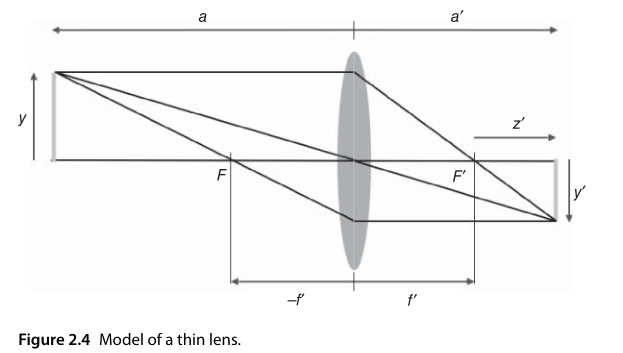 a a′
y
z′
F F′
y′
–f′ f′
Figure 2.4 Model of a thin lens.